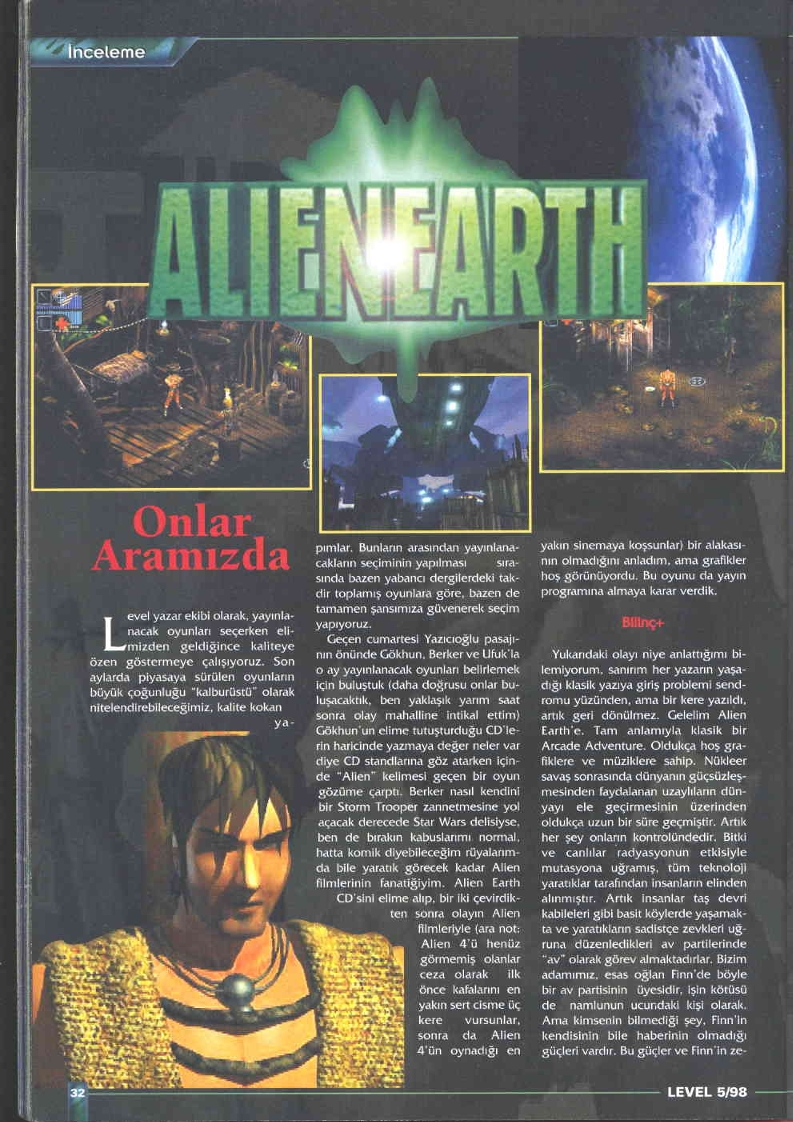 İnceleme
ALIENEARTH
Onlar
Aramızda
Level yazar ekibi olarak, yayınla-
nacak oyunları seçerken eli-
mizden geldiğince kaliteye
özen göstermeye çalışıyoruz. Son
aylarda piyasaya sürülen oyunların
büyük çoğunluğu “kalburüstü” olarak
nitelendirebileceğimiz, kalite kokan
ya-
pımlar. Bunların arasından yayınlana-
cakların seçiminin yapılması sıra-
sında bazen yabancı dergilerdeki tak-
dir toplamış oyunlara göre, bazen de
tamamen şansımıza güvenerek seçim
yapıyoruz.
Geçen cumartesi Yazıcıoğlu pasajı-
nın önünde Gökhun, Berker ve Ufuk'la
o ay yayınlanacak oyunları belirlemek
için buluştuk (daha doğrusu onlar bu-
luşacaktık, ben yaklaşık yarım saat
sonra olay mahalline intikal ettim)
Gökhun'un elime tutuşturduğu CD'le-
rin haricinde yazmaya değer neler var
diye CD standlarına göz atarken için-
de “Alien” kelimesi geçen bir oyun
gözüme çarptı. Berker nasıl kendini
bir Storm Trooper zannetmesine yol
açacak derecede Star Wars delisiyse,
ben de bırakın kabuslarımı normal,
hatta komik diyebileceğim rüyalarım-
da bile yaratık görecek kadar Alien
filmlerinin fanatiğiyim. Alien Earth
CD'sini elime alıp, bir iki çevirdik-
ten sonra olayın Alien
filmleriyle (ara not:
Alien 4'ü henüz
görmemiş olanlar
ceza olarak ilk
önce kafalarını en
yakın sert cisme üç
kere vursunlar,
sonra da Alien
4'ün oynadığı en
yakın sinemaya koşsunlar) bir alakası-
nın olmadığını anladım, ama grafikler
hoş görünüyordu. Bu oyunu da yayın
programına almaya karar verdik.
Bilinç+
Yukarıdaki olayı niye anlattığımı bi-
lemiyorum, sanırım her yazarın yaşa-
dığı klasik yazıya giriş problemi send-
romu yüzünden, ama bir kere yazıldı,
artık geri dönülmez. Gelelim Alien
Earth'e. Tam anlamıyla klasik bir
Arcade Adventure. Oldukça hoş gra-
fiklere ve müziklere sahip. Nükleer
savaş sonrasında dünyanın güçsüzleş-
mesinden faydalanan uzaylıların dün-
yayı ele geçirmesinin üzerinden
oldukça uzun bir süre geçmiştir. Artık
her şey onların kontrolündedir. Bitki
ve canlılar radyasyonun etkisiyle
mutasyona uğramış, tüm teknoloji
yaratıklar tarafından insanların elinden
alınmıştır. Artık insanlar taş devri
kabileleri gibi basit köylerde yaşamak-
ta ve yaratıkların sadistçe zevkleri uğ-
runa düzenledikleri av partilerinde
“av” olarak görev almaktadırlar. Bizim
adamımız, esas oğlan Finn'de böyle
bir av partisinin üyesidir, işin kötüsü
de namlunun ucundaki kişi olarak.
Ama kimsenin bilmediği şey, Finn'in
kendisinin bile haberinin olmadığı
güçleri vardır. Bu güçler ve Finn'in ze-
32
LEVEL 5/98